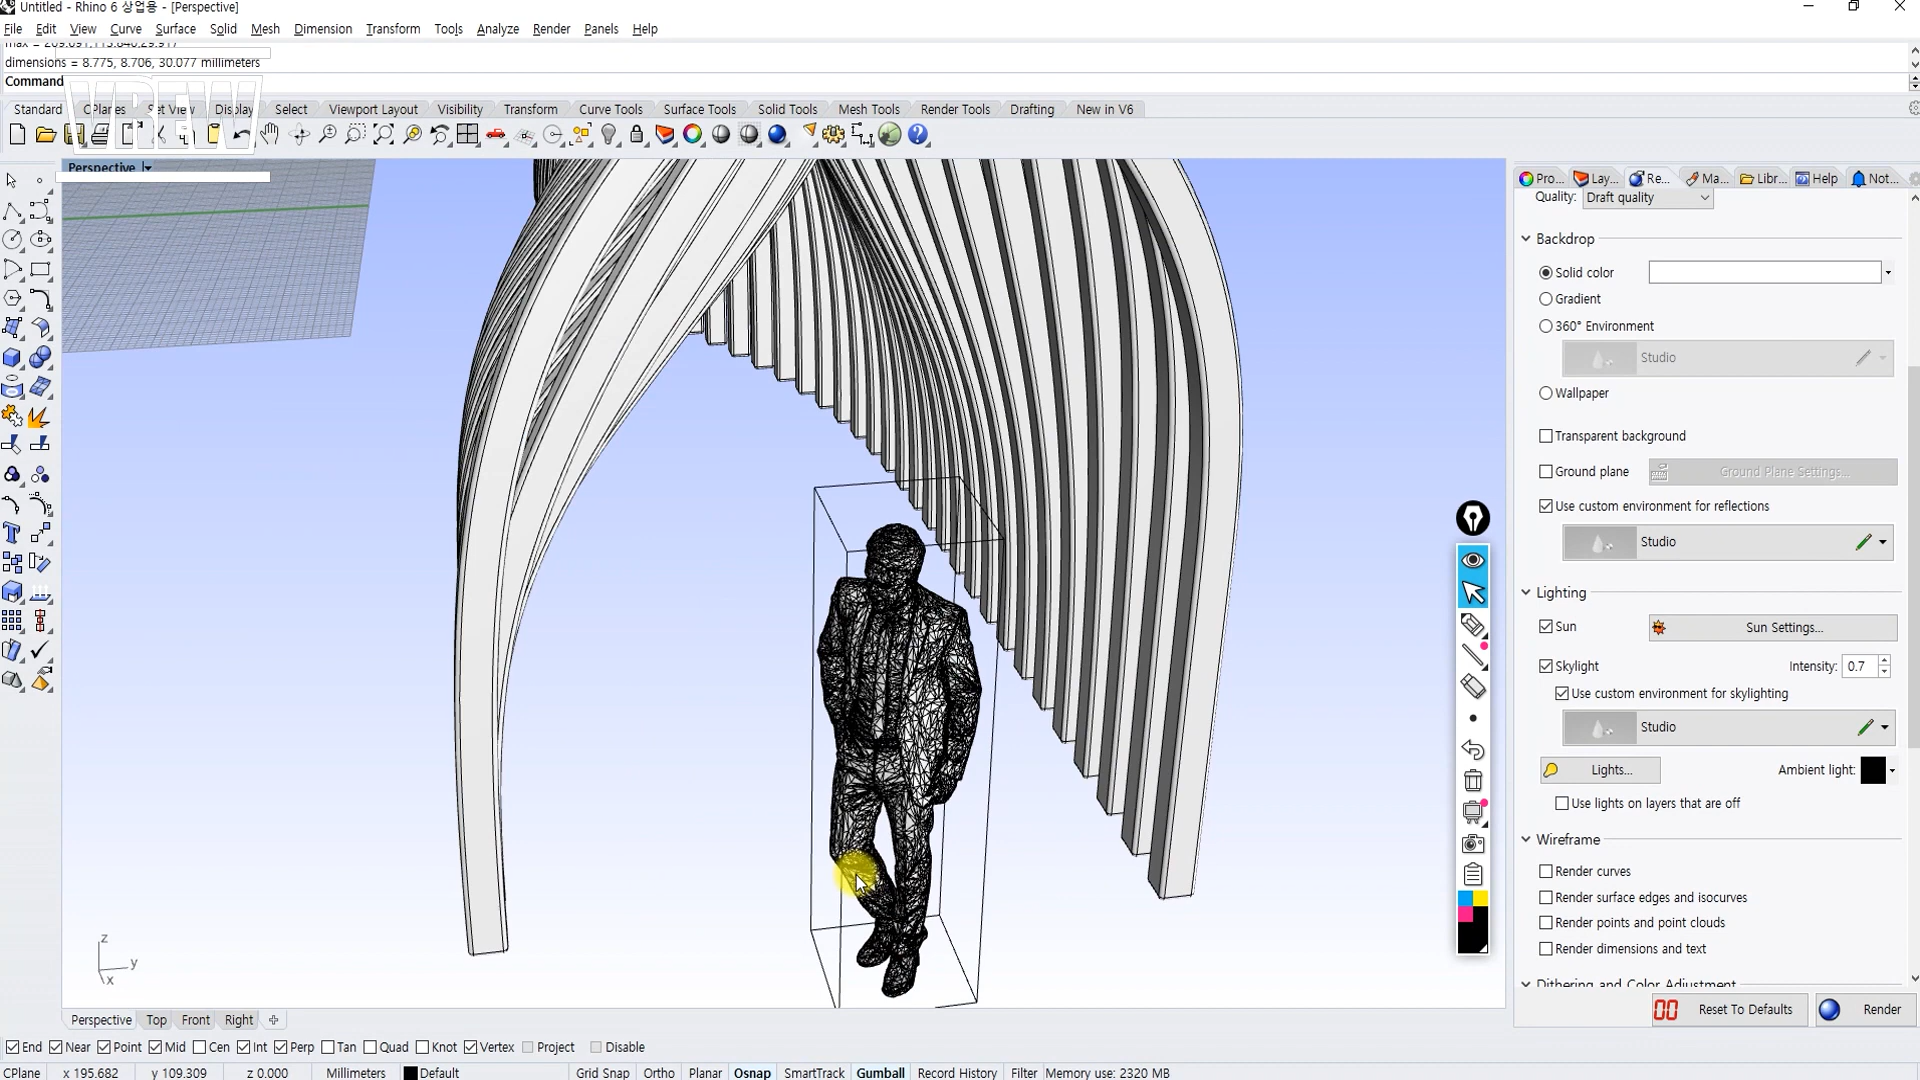 Untitled - Rhino 6 상업용 - [Perspective]
File Edit View Curve Surface Solid Mesh Dimension Transform Tools Analyze Render Panels Help
dimensions = 8.775, 8.706, 30.077 millimeters
Command
VREW
Standard CPlanes Set View Display Select Viewport Layout Visibility Transform Curve Tools Surface Tools Solid Tools Mesh Tools Render Tools Drafting New in V6
Perspective
Pro... Lay... Re... Ma... Libr... Help Not...
Quality: Draft quality
Backdrop
Solid color
Gradient
360° Environment
Studio
Wallpaper
Transparent background
Ground plane Ground Plane Settings...
Use custom environment for reflections
Studio
Lighting
Sun Sun Settings...
Skylight Intensity: 0.7
Use custom environment for skylighting
Studio
Lights... Ambient light:
Use lights on layers that are off
Wireframe
Render curves
Render surface edges and isocurves
Render points and point clouds
Render dimensions and text
Dithering and Color Adjustment
Reset To Defaults Render
z
y
x
Perspective Top Front Right
End Near Point Mid Cen Int Perp Tan Quad Knot Vertex Project Disable
CPlane x 195.682 y 109.309 z 0.000 Millimeters Default Grid Snap Ortho Planar Osnap SmartTrack Gumball Record History Filter Memory use: 2320 MB